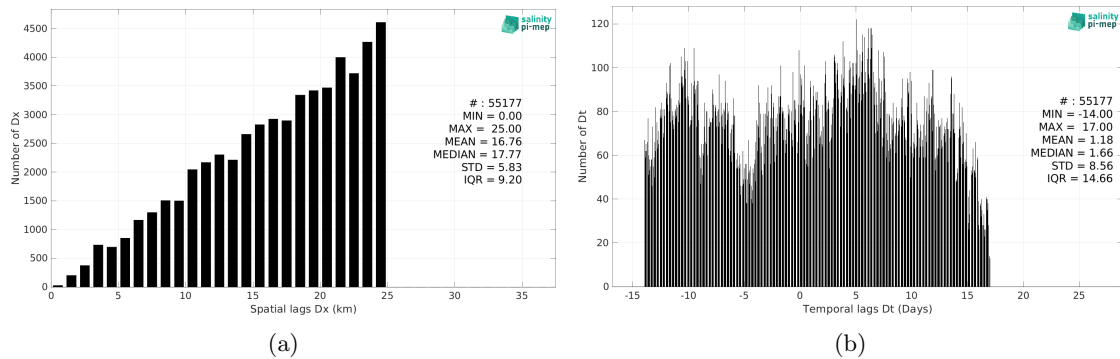 salinity
pi-mep
4500
4000
3500
3000
2500
2000
1500
1000
500
0
Number of Dx
# : 55177
MIN = 0.00
MAX = 25.00
MEAN = 16.76
MEDIAN = 17.77
STD = 5.83
IQR = 9.20
0 5 10 15 20 25 30 35
Spatial lags Dx (km)
(a)
salinity
pi-mep
120
100
80
60
40
20
0
Number of Dt
# : 55177
MIN = -14.00
MAX = 17.00
MEAN = 1.18
MEDIAN = 1.66
STD = 8.56
IQR = 14.66
-15 -10 -5 0 5 10 15 20 25
Temporal lags Dt (Days)
(b)